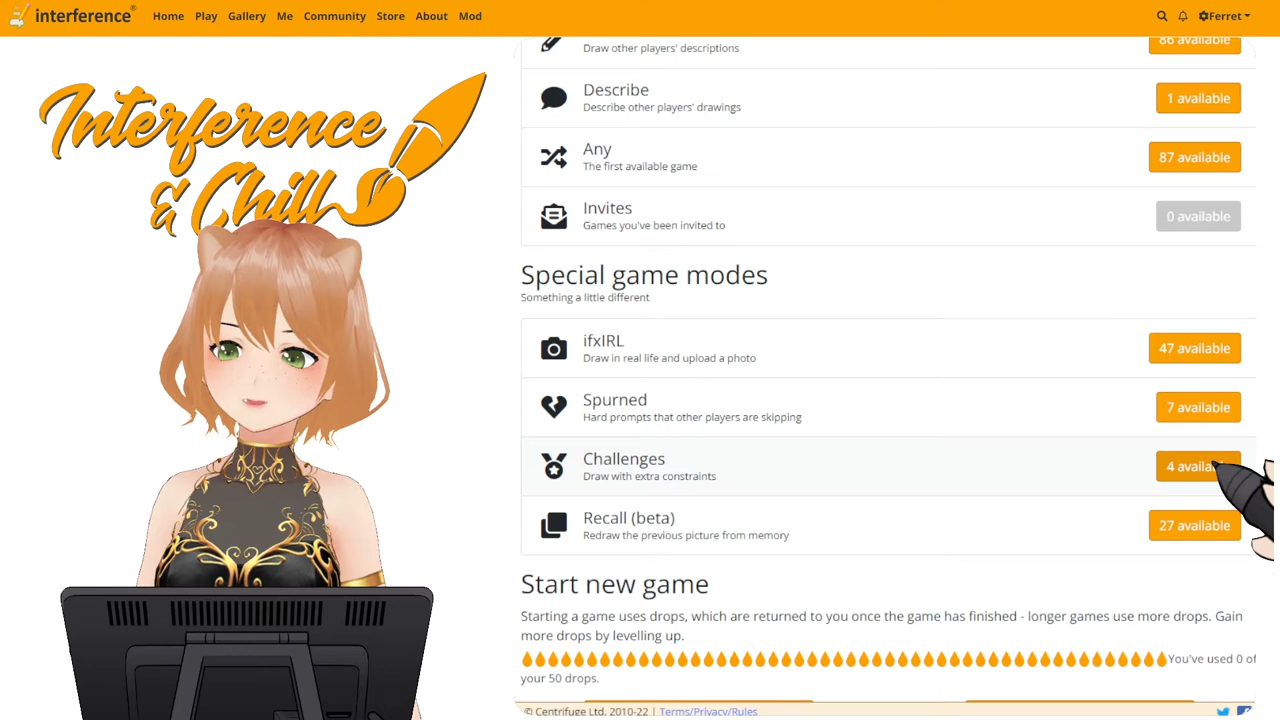 interference®
Home Play Gallery Me Community Store About Mod
Ferret
Interference
& Chill
Draw other players' descriptions
86 available
Describe
Describe other players' drawings
1 available
Any
The first available game
87 available
Invites
Games you've been invited to
0 available
Special game modes
Something a little different
ifxIRL
Draw in real life and upload a photo
47 available
Spurned
Hard prompts that other players are skipping
7 available
Challenges
Draw with extra constraints
4 availa
Recall (beta)
Redraw the previous picture from memory
27 available
Start new game
Starting a game uses drops, which are returned to you once the game has finished - longer games use more drops. Gain
more drops by levelling up.
You've used 0 of
your 50 drops.
© Centrifuge Ltd. 2010-22 | Terms/Privacy/Rules